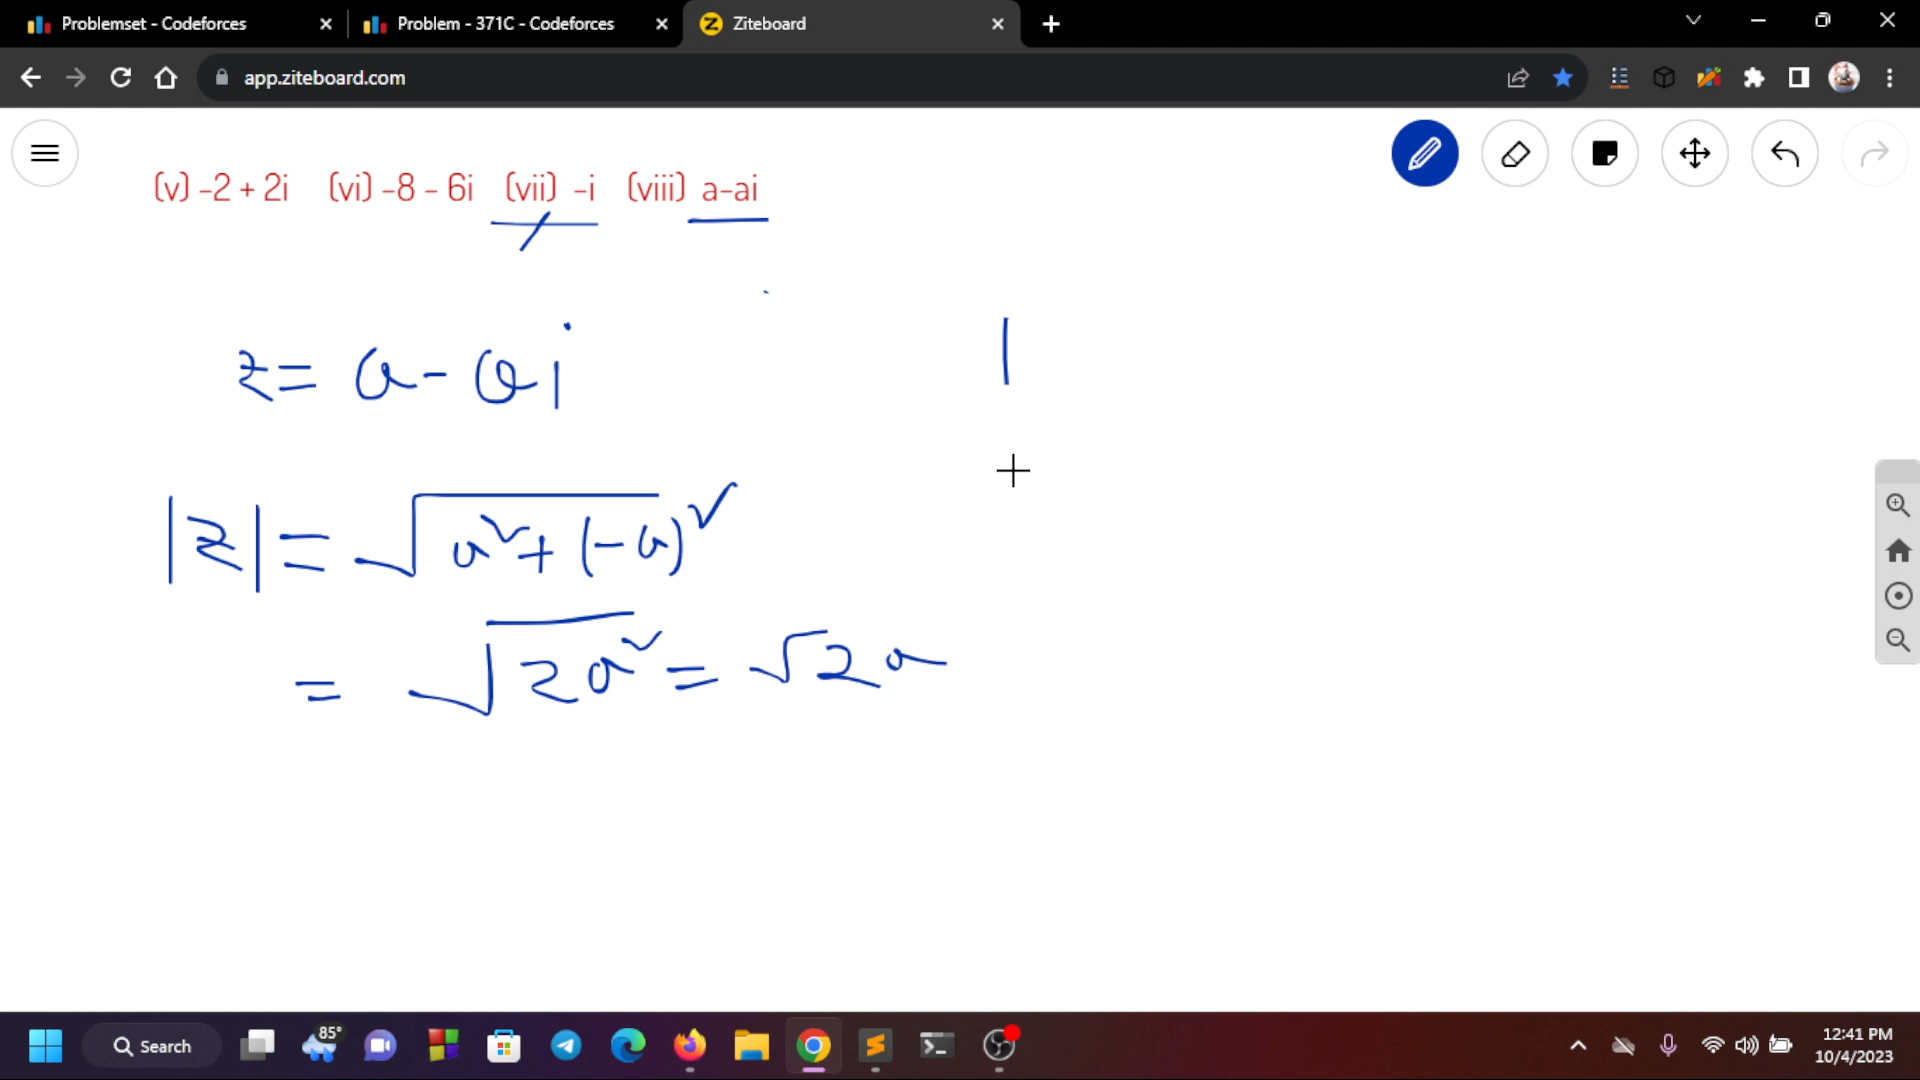 Problemset - Codeforces
Problem - 371C - Codeforces
Ziteboard
app.ziteboard.com
(v) -2 + 2i (vi) -8 - 6i (vii) -i (viii) a-ai
z = a - ai
|z| = √a² + (-a)²
= √2a² = √2 a
85°
Search
12:41 PM
10/4/2023